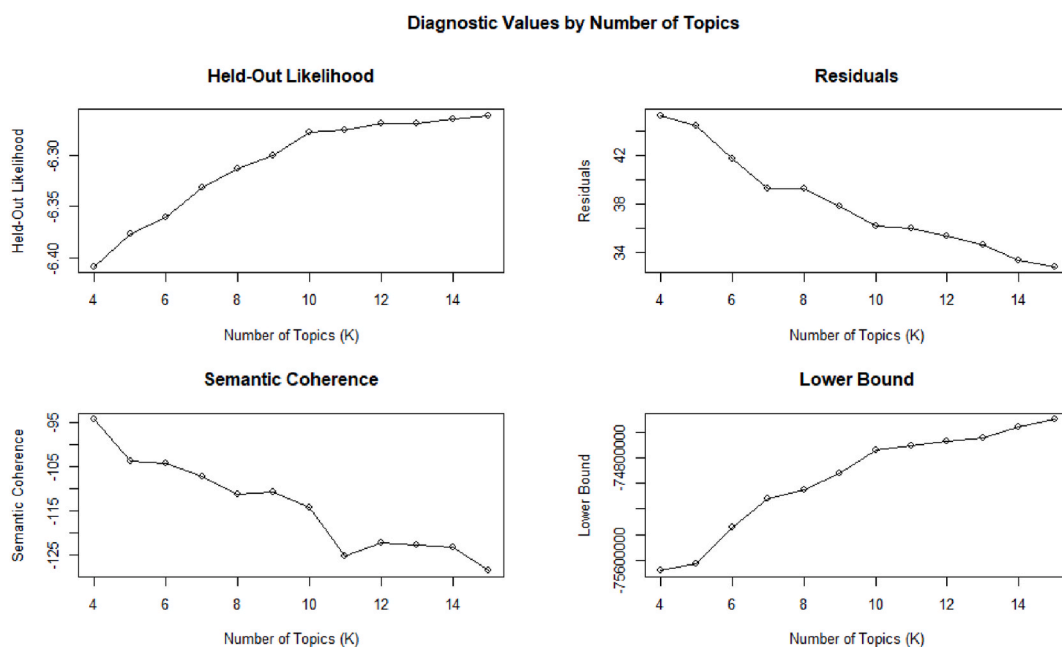 Diagnostic Values by Number of Topics
Held-Out Likelihood
Held-Out Likelihood
-6.30
-6.35
-6.40
4 6 8 10 12 14
Number of Topics (K)
Residuals
Residuals
42
38
34
4 6 8 10 12 14
Number of Topics (K)
Semantic Coherence
Semantic Coherence
-95
-105
-115
-125
4 6 8 10 12 14
Number of Topics (K)
Lower Bound
Lower Bound
-74800000
-75600000
4 6 8 10 12 14
Number of Topics (K)